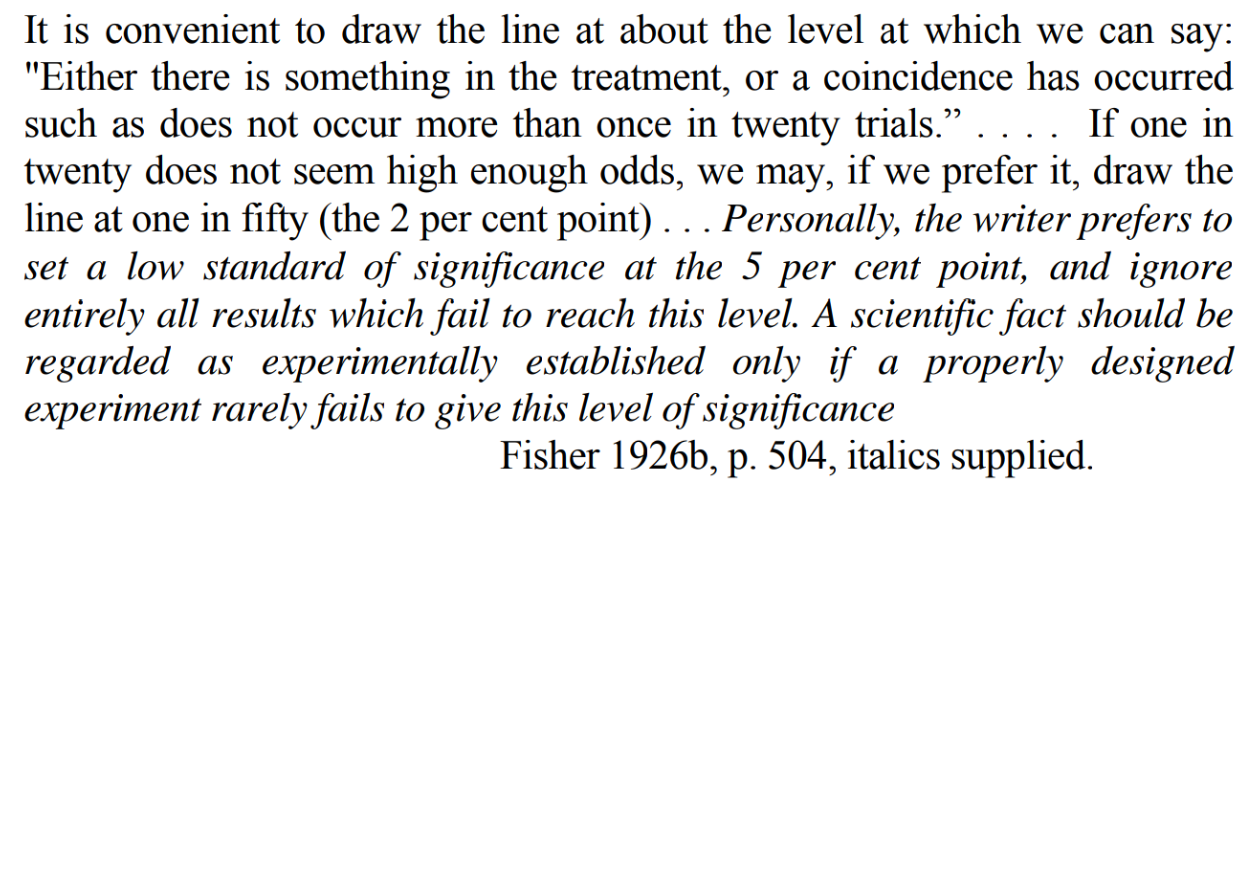 It is convenient to draw the line at about the level at which we can say:
"Either there is something in the treatment, or a coincidence has occurred
such as does not occur more than once in twenty trials.” . . . . If one in
twenty does not seem high enough odds, we may, if we prefer it, draw the
line at one in fifty (the 2 per cent point) . . . Personally, the writer prefers to
set a low standard of significance at the 5 per cent point, and ignore
entirely all results which fail to reach this level. A scientific fact should be
regarded as experimentally established only if a properly designed
experiment rarely fails to give this level of significance
Fisher 1926b, p. 504, italics supplied.